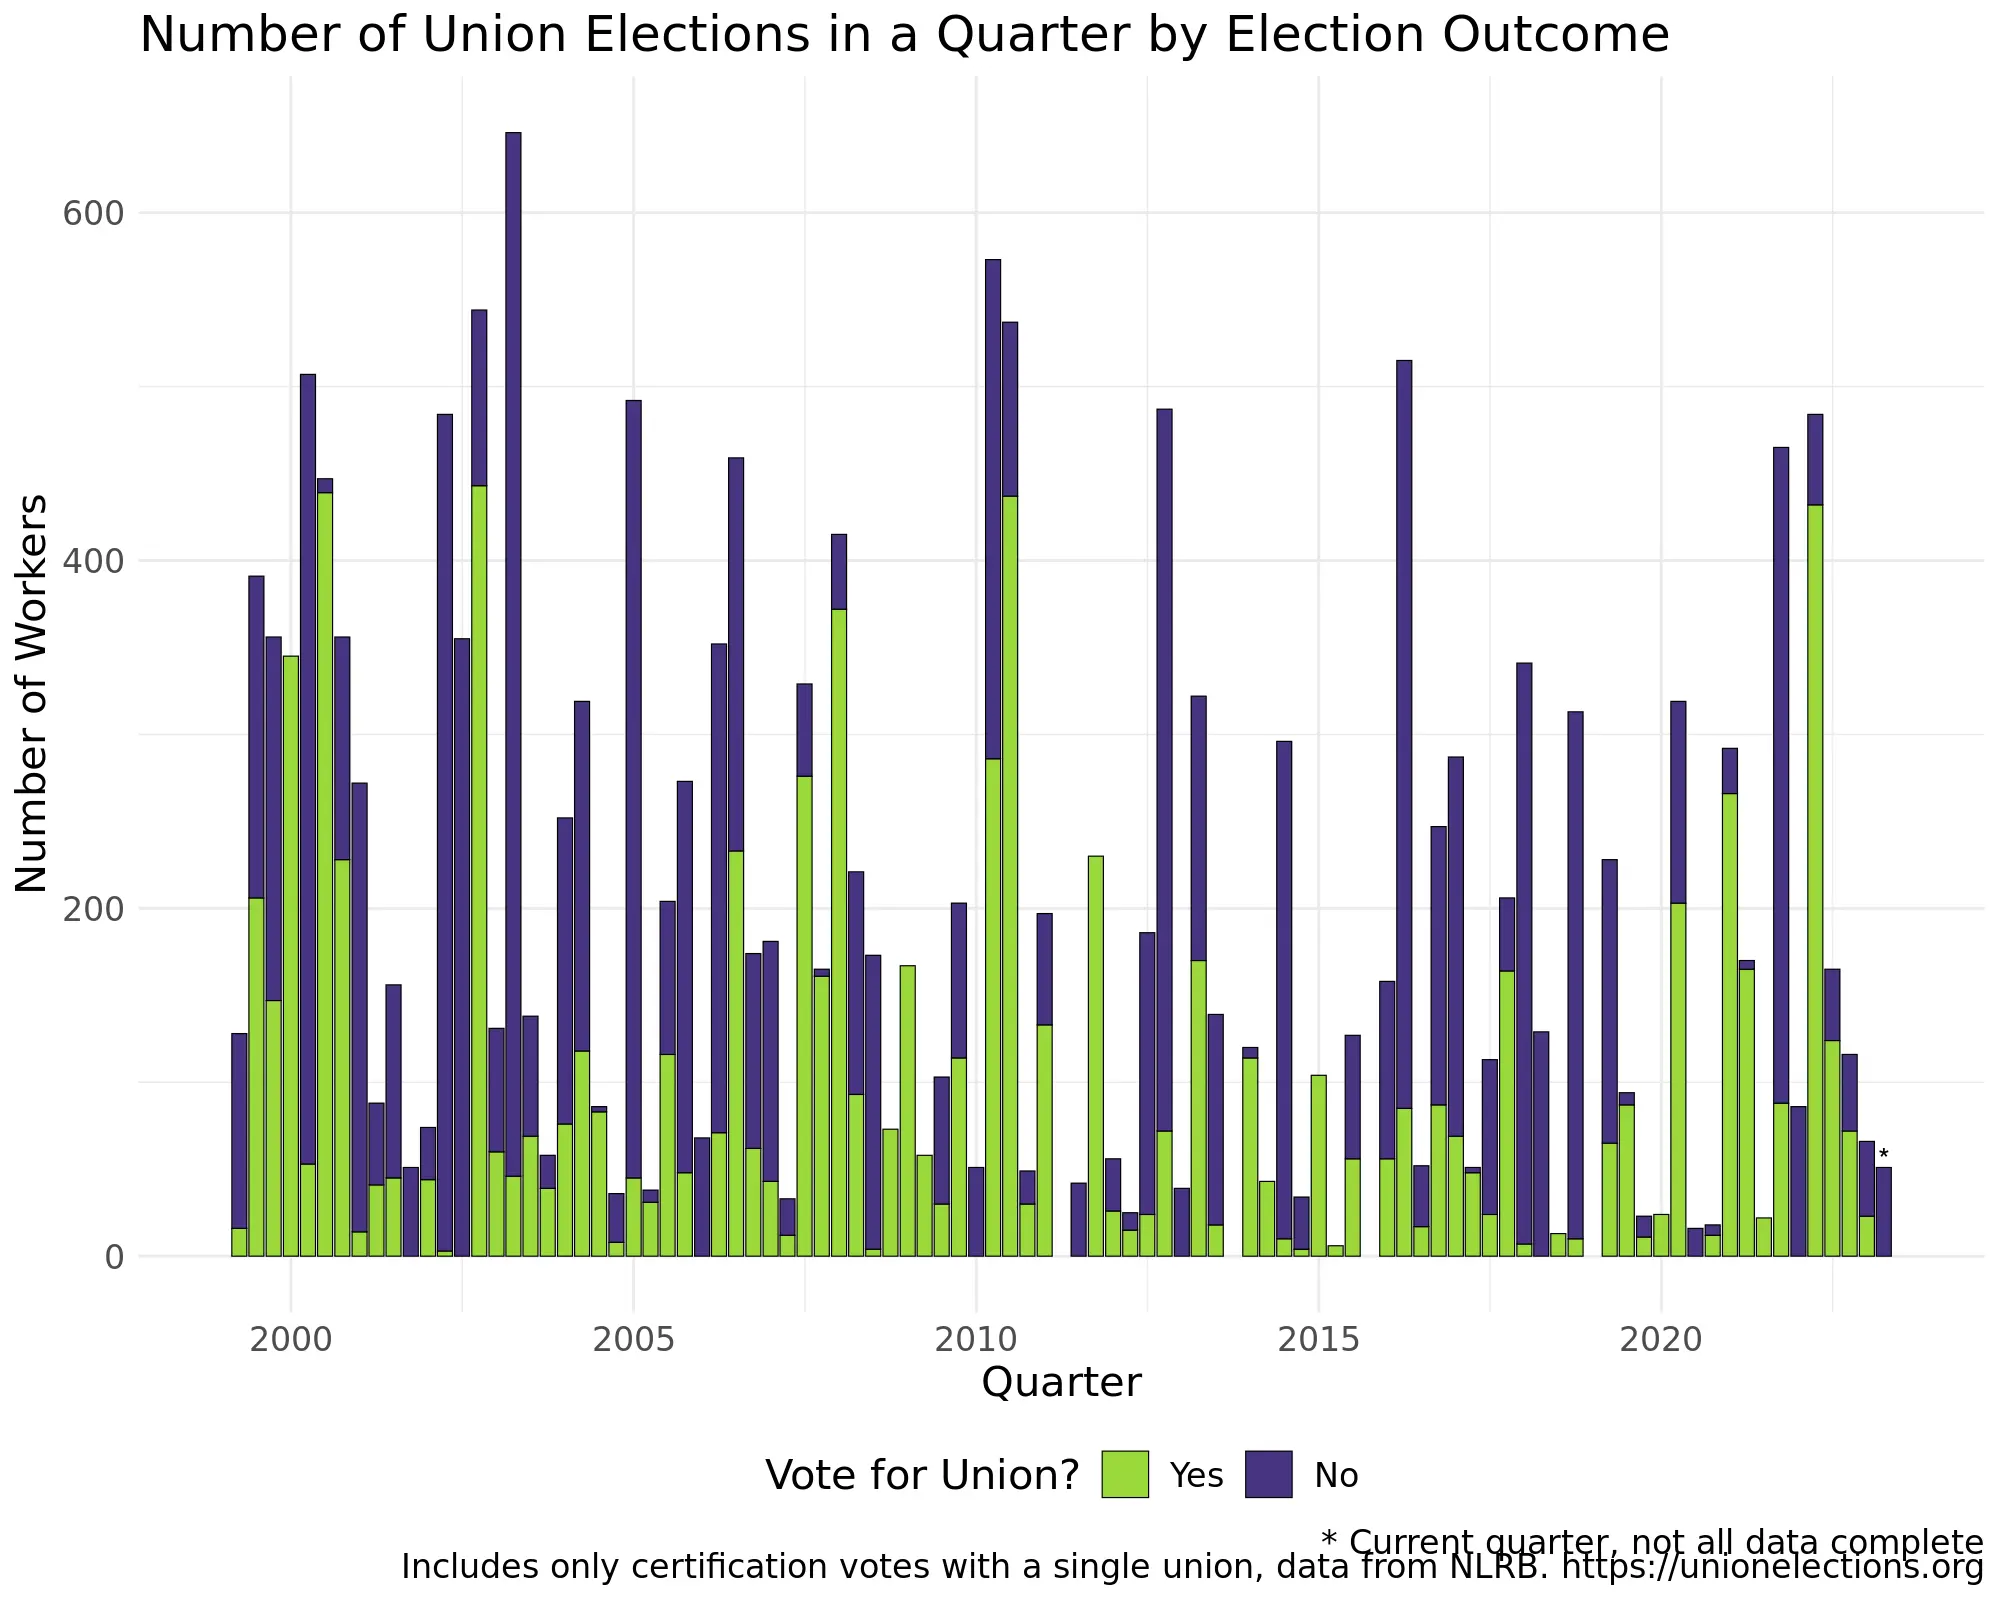 Number of Union Elections in a Quarter by Election Outcome
Number of Workers
600
400
200
0
*
2000 2005 2010 2015 2020
Quarter
Vote for Union? Yes No
* Current quarter, not all data complete
Includes only certification votes with a single union, data from NLRB. https://unionelections.org